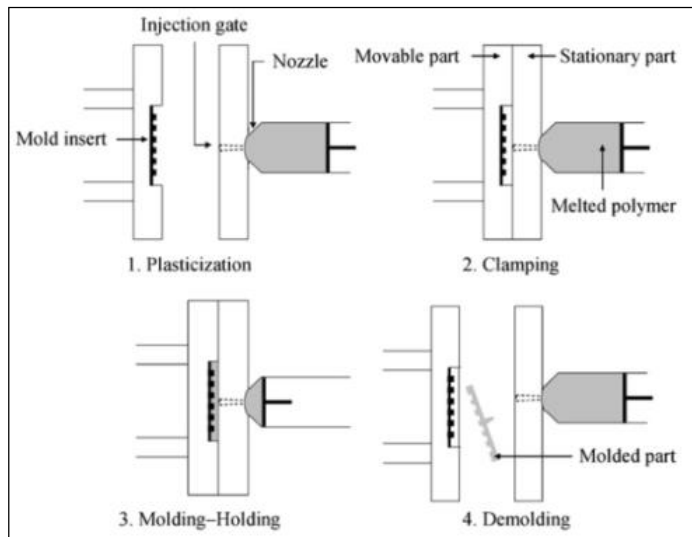 Injection gate
Nozzle
Mold insert
1. Plasticization
Movable part
Stationary part
Melted polymer
2. Clamping
3. Molding–Holding
Molded part
4. Demolding